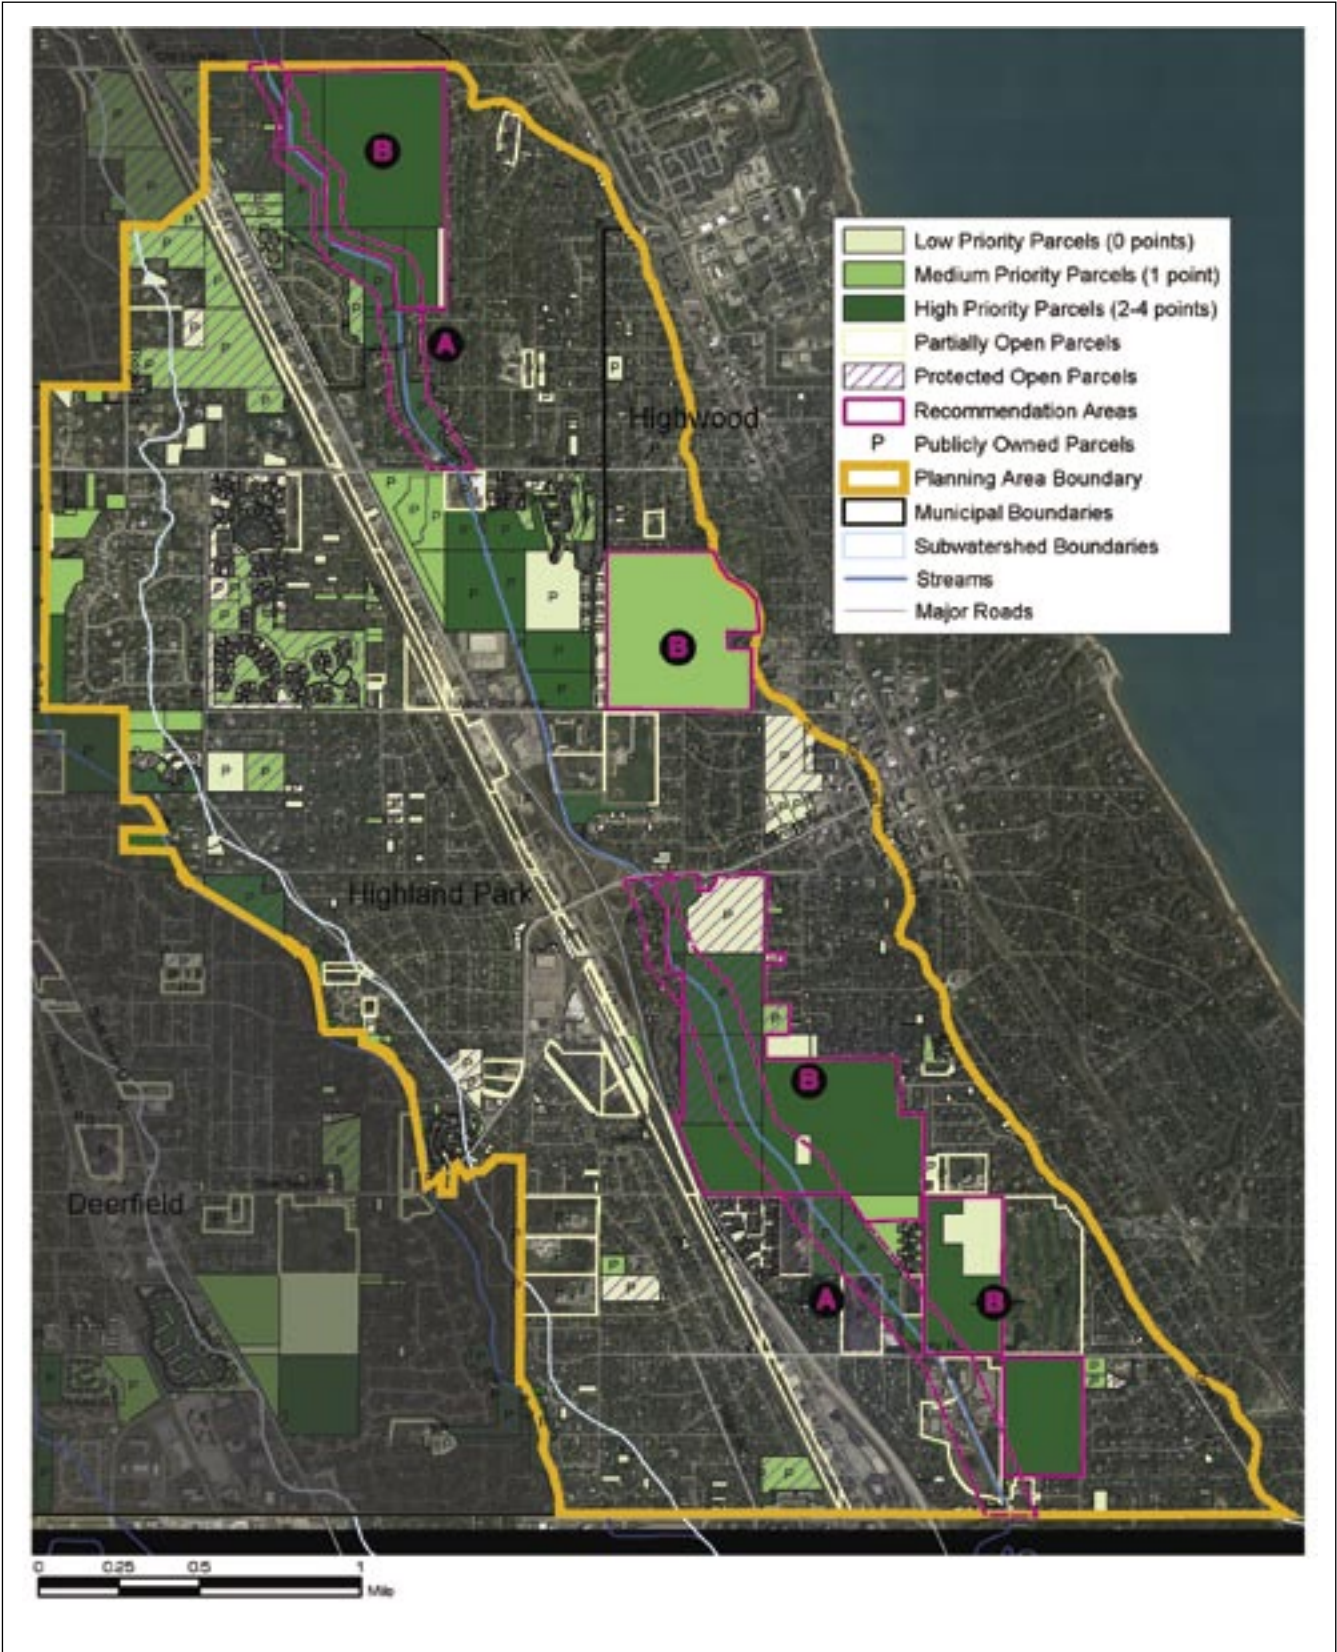 B
A
Highwood
Low Priority Parcels (0 points)
Medium Priority Parcels (1 point)
High Priority Parcels (2-4 points)
Partially Open Parcels
Protected Open Parcels
Recommendation Areas
P Publicly Owned Parcels
Planning Area Boundary
Municipal Boundaries
Subwatershed Boundaries
Streams
Major Roads
B
Highland Park
B
Deerfield
A
B
0 0.25 0.5 1
Mile